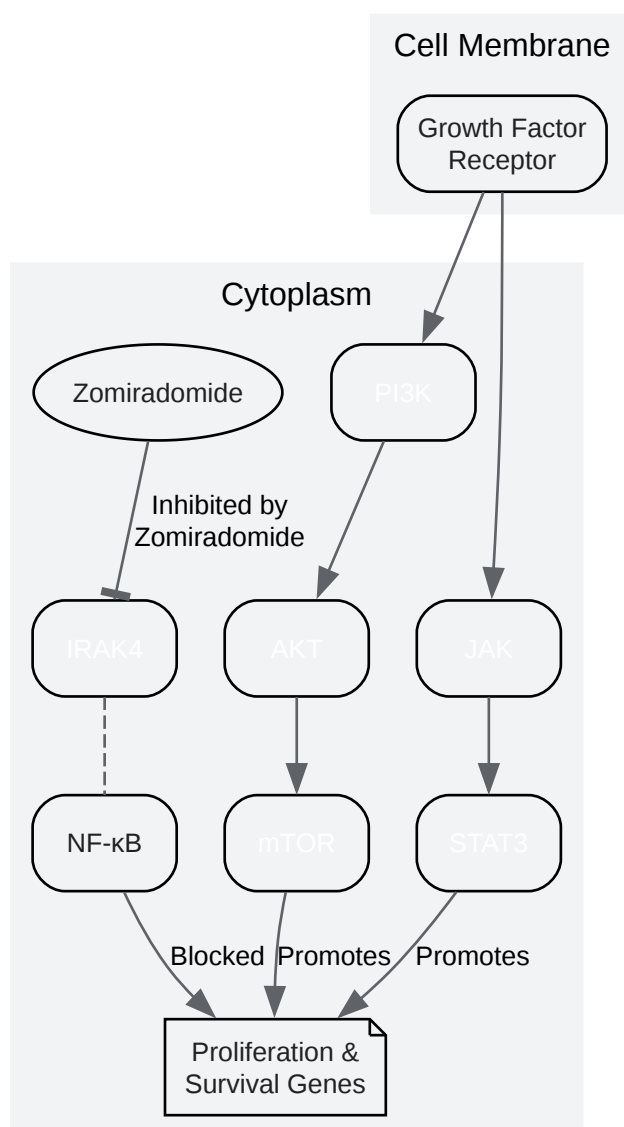 Cell Membrane
Growth Factor
Receptor
Cytoplasm
Zomiradomide
PI3K
Inhibited by
Zomiradomide
IRAK4
AKT
JAK
NF-κB
mTOR
STAT3
Blocked
Promotes
Promotes
Proliferation &
Survival Genes